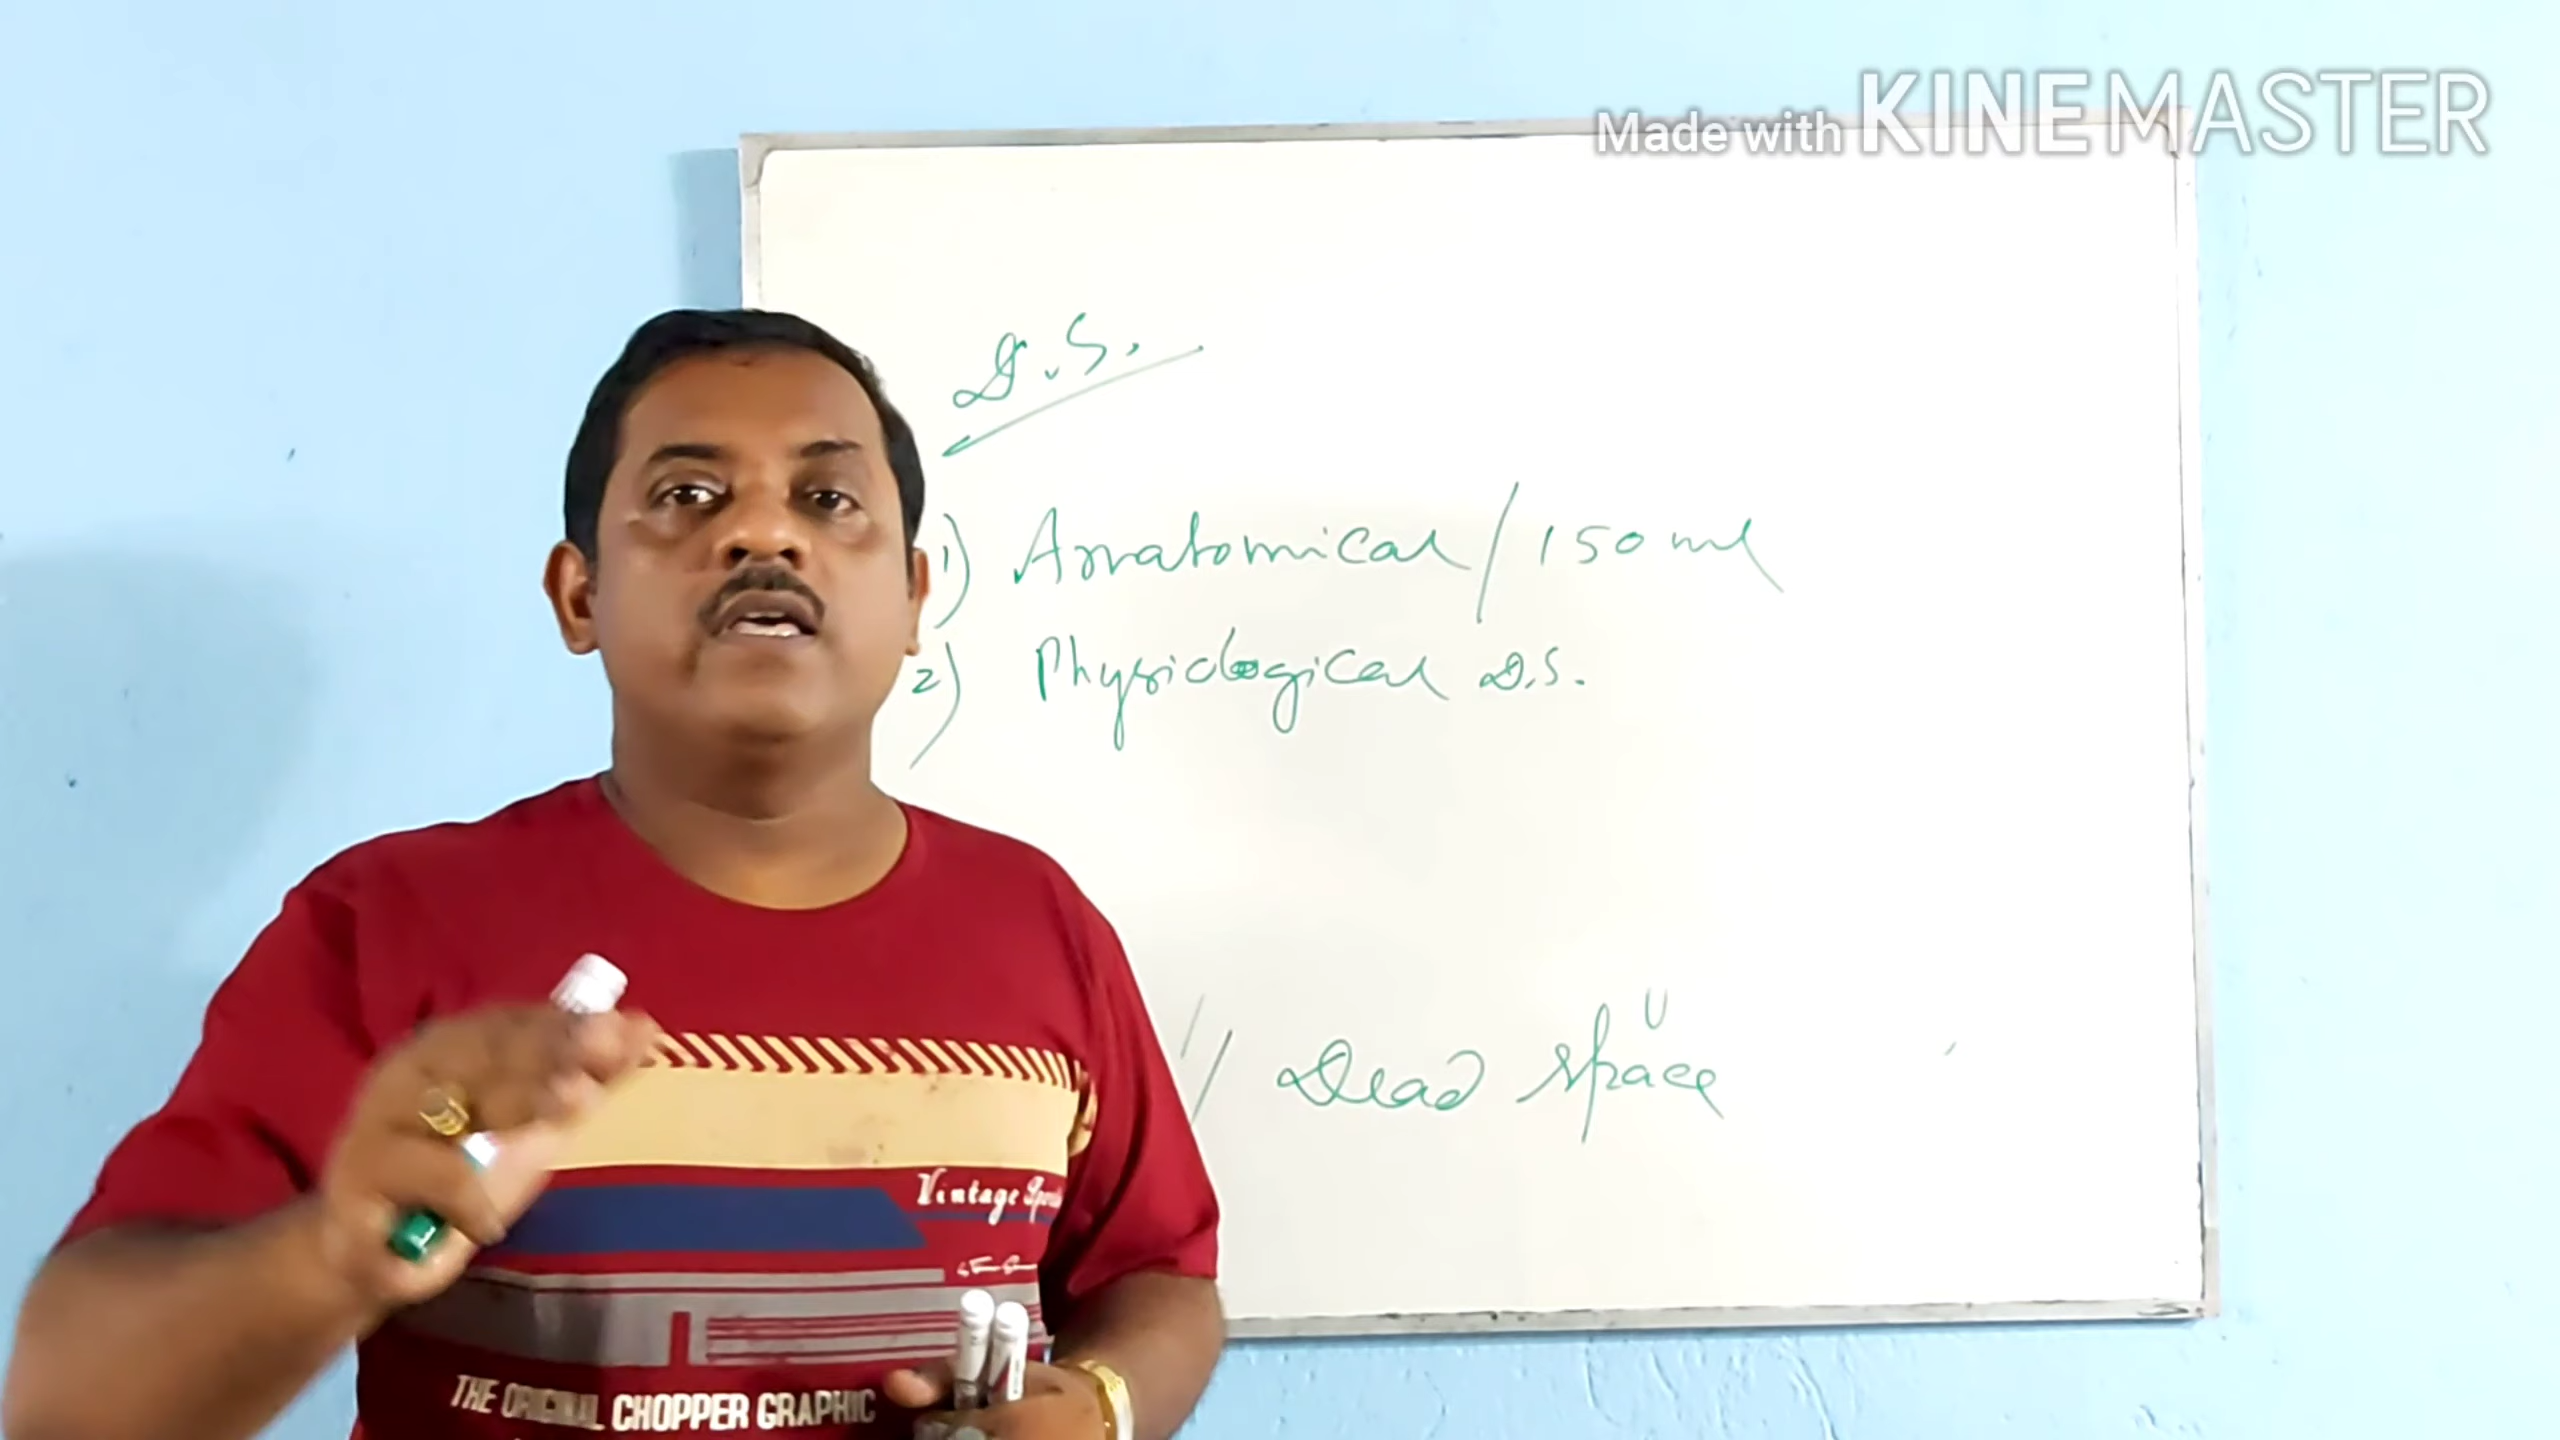 Made with KINEMASTER
D.S.
1) Anatomical / 150 ml
2) Physiological D.S.
Dead space
Vintage
THE ORIGINAL CHOPPER GRAPHIC